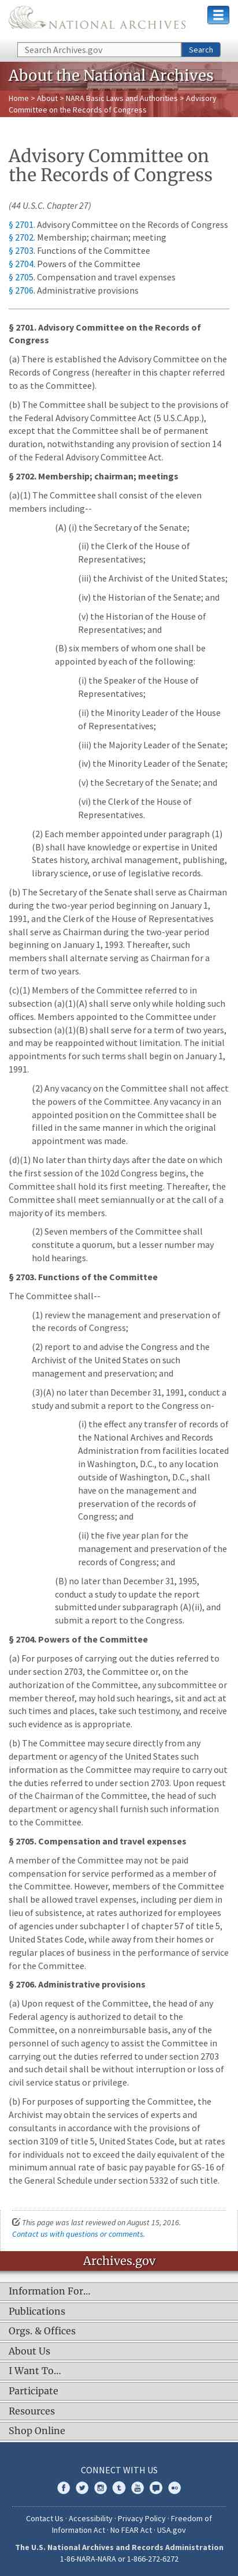 NATIONAL ARCHIVES
Search Archives.gov
Search
About the National Archives
Home > About > NARA Basic Laws and Authorities > Advisory
Committee on the Records of Congress
Advisory Committee on
the Records of Congress
(44 U.S.C. Chapter 27)
§ 2701. Advisory Committee on the Records of Congress
§ 2702. Membership; chairman; meeting
§ 2703. Functions of the Committee
§ 2704. Powers of the Committee
§ 2705. Compensation and travel expenses
§ 2706. Administrative provisions
§ 2701. Advisory Committee on the Records of
Congress
(a) There is established the Advisory Committee on the
Records of Congress (hereafter in this chapter referred
to as the Committee).
(b) The Committee shall be subject to the provisions of
the Federal Advisory Committee Act (5 U.S.C.App.),
except that the Committee shall be of permanent
duration, notwithstanding any provision of section 14
of the Federal Advisory Committee Act.
§ 2702. Membership; chairman; meetings
(a)(1) The Committee shall consist of the eleven
members including--
(A) (i) the Secretary of the Senate;
(ii) the Clerk of the House of
Representatives;
(iii) the Archivist of the United States;
(iv) the Historian of the Senate; and
(v) the Historian of the House of
Representatives; and
(B) six members of whom one shall be
appointed by each of the following:
(i) the Speaker of the House of
Representatives;
(ii) the Minority Leader of the House
of Representatives;
(iii) the Majority Leader of the Senate;
(iv) the Minority Leader of the Senate;
(v) the Secretary of the Senate; and
(vi) the Clerk of the House of
Representatives.
(2) Each member appointed under paragraph (1)
(B) shall have knowledge or expertise in United
States history, archival management, publishing,
library science, or use of legislative records.
(b) The Secretary of the Senate shall serve as Chairman
during the two-year period beginning on January 1,
1991, and the Clerk of the House of Representatives
shall serve as Chairman during the two-year period
beginning on January 1, 1993. Thereafter, such
members shall alternate serving as Chairman for a
term of two years.
(c)(1) Members of the Committee referred to in
subsection (a)(1)(A) shall serve only while holding such
offices. Members appointed to the Committee under
subsection (a)(1)(B) shall serve for a term of two years,
and may be reappointed without limitation. The initial
appointments for such terms shall begin on January 1,
1991.
(2) Any vacancy on the Committee shall not affect
the powers of the Committee. Any vacancy in an
appointed position on the Committee shall be
filled in the same manner in which the original
appointment was made.
(d)(1) No later than thirty days after the date on which
the first session of the 102d Congress begins, the
Committee shall hold its first meeting. Thereafter, the
Committee shall meet semiannually or at the call of a
majority of its members.
(2) Seven members of the Committee shall
constitute a quorum, but a lesser number may
hold hearings.
§ 2703. Functions of the Committee
The Committee shall--
(1) review the management and preservation of
the records of Congress;
(2) report to and advise the Congress and the
Archivist of the United States on such
management and preservation; and
(3)(A) no later than December 31, 1991, conduct a
study and submit a report to the Congress on-
(i) the effect any transfer of records of
the National Archives and Records
Administration from facilities located
in Washington, D.C., to any location
outside of Washington, D.C., shall
have on the management and
preservation of the records of
Congress; and
(ii) the five year plan for the
management and preservation of the
records of Congress; and
(B) no later than December 31, 1995,
conduct a study to update the report
submitted under subparagraph (A)(ii), and
submit a report to the Congress.
§ 2704. Powers of the Committee
(a) For purposes of carrying out the duties referred to
under section 2703, the Committee or, on the
authorization of the Committee, any subcommittee or
member thereof, may hold such hearings, sit and act at
such times and places, take such testimony, and receive
such evidence as is appropriate.
(b) The Committee may secure directly from any
department or agency of the United States such
information as the Committee may require to carry out
the duties referred to under section 2703. Upon request
of the Chairman of the Committee, the head of such
department or agency shall furnish such information
to the Committee.
§ 2705. Compensation and travel expenses
A member of the Committee may not be paid
compensation for service performed as a member of
the Committee. However, members of the Committee
shall be allowed travel expenses, including per diem in
lieu of subsistence, at rates authorized for employees
of agencies under subchapter I of chapter 57 of title 5,
United States Code, while away from their homes or
regular places of business in the performance of service
for the Committee.
§ 2706. Administrative provisions
(a) Upon request of the Committee, the head of any
Federal agency is authorized to detail to the
Committee, on a nonreimbursable basis, any of the
personnel of such agency to assist the Committee in
carrying out the duties referred to under section 2703
and such detail shall be without interruption or loss of
civil service status or privilege.
(b) For purposes of supporting the Committee, the
Archivist may obtain the services of experts and
consultants in accordance with the provisions of
section 3109 of title 5, United States Code, but at rates
for individuals not to exceed the daily equivalent of the
minimum annual rate of basic pay payable for GS-16 of
the General Schedule under section 5332 of such title.
This page was last reviewed on August 15, 2016.
Contact us with questions or comments.
Archives.gov
Information For...
Publications
Orgs. & Offices
About Us
I Want To...
Participate
Resources
Shop Online
CONNECT WITH US
Contact Us · Accessibility · Privacy Policy · Freedom of
Information Act · No FEAR Act · USA.gov
The U.S. National Archives and Records Administration
1-86-NARA-NARA or 1-866-272-6272